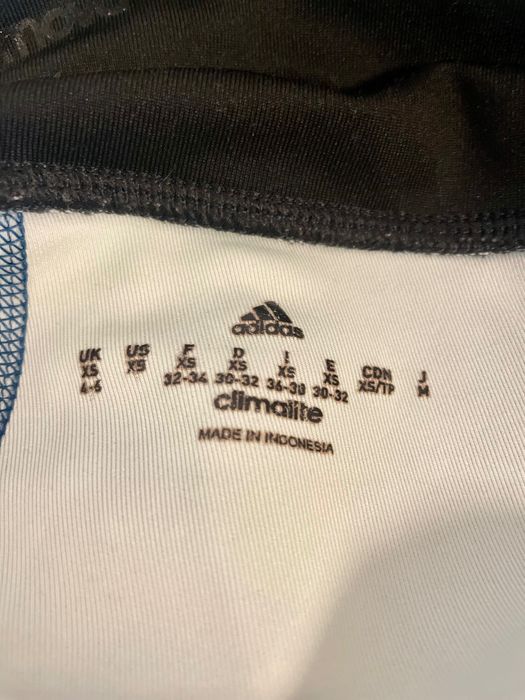 adidas
UK US F D I E CDN J
XS XS XS XS XS XS XS/TP M
4-6 32-34 30-32 36-38 30-32
climalite
MADE IN INDONESIA